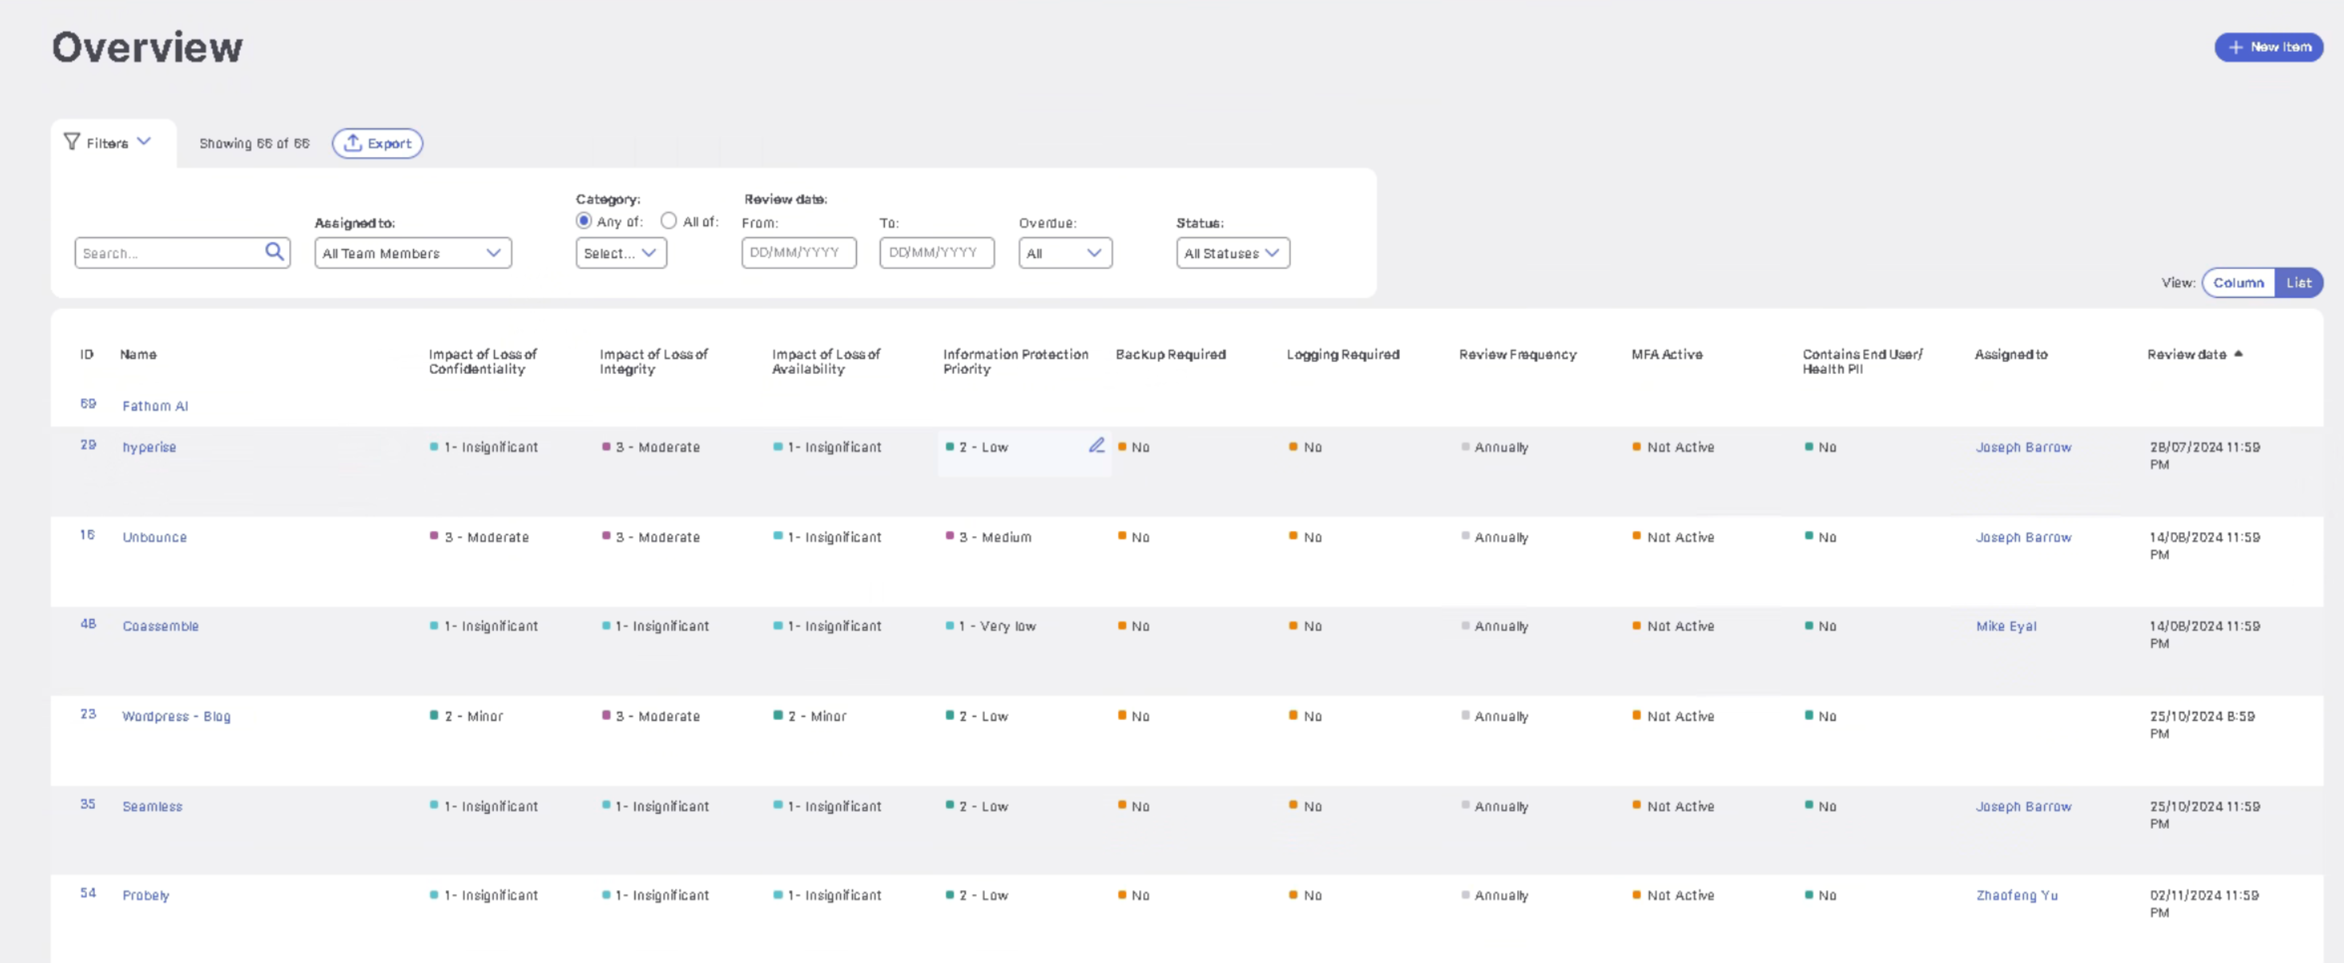 Overview
+ New Item
Filters
Showing 66 of 66
Export
Category:
Review date:
Assigned to:
Any of:
All of:
From:
To:
Overdue:
Status:
Search...
All Team Members
Select...
DD/MM/YYYY
DD/MM/YYYY
All
All Statuses
View:
Column
List
ID
Name
Impact of Loss of Confidentiality
Impact of Loss of Integrity
Impact of Loss of Availability
Information Protection Priority
Backup Required
Logging Required
Review Frequency
MFA Active
Contains End User/ Health PII
Assigned to
Review date
69 Fathom AI
29 hyperise 1- Insignificant 3 - Moderate 1- Insignificant 2 - Low No No Annually Not Active No Joseph Barrow 28/07/2024 11:59
PM
16 Unbounce 3 - Moderate 3 - Moderate 1- Insignificant 3 - Medium No No Annually Not Active No Joseph Barrow 14/08/2024 11:59
PM
48 Coassemble 1- Insignificant 1- Insignificant 1- Insignificant 1 - Very low No No Annually Not Active No Mike Eyal 14/08/2024 11:59
PM
23 Wordpress - Blog 2 - Minor 3 - Moderate 2 - Minor 2 - Low No No Annually Not Active No 25/10/2024 8:59
PM
35 Seamless 1- Insignificant 1- Insignificant 1- Insignificant 2 - Low No No Annually Not Active No Joseph Barrow 25/10/2024 11:59
PM
54 Probely 1- Insignificant 1- Insignificant 1- Insignificant 2 - Low No No Annually Not Active No Zhaofeng Yu 02/11/2024 11:59
PM